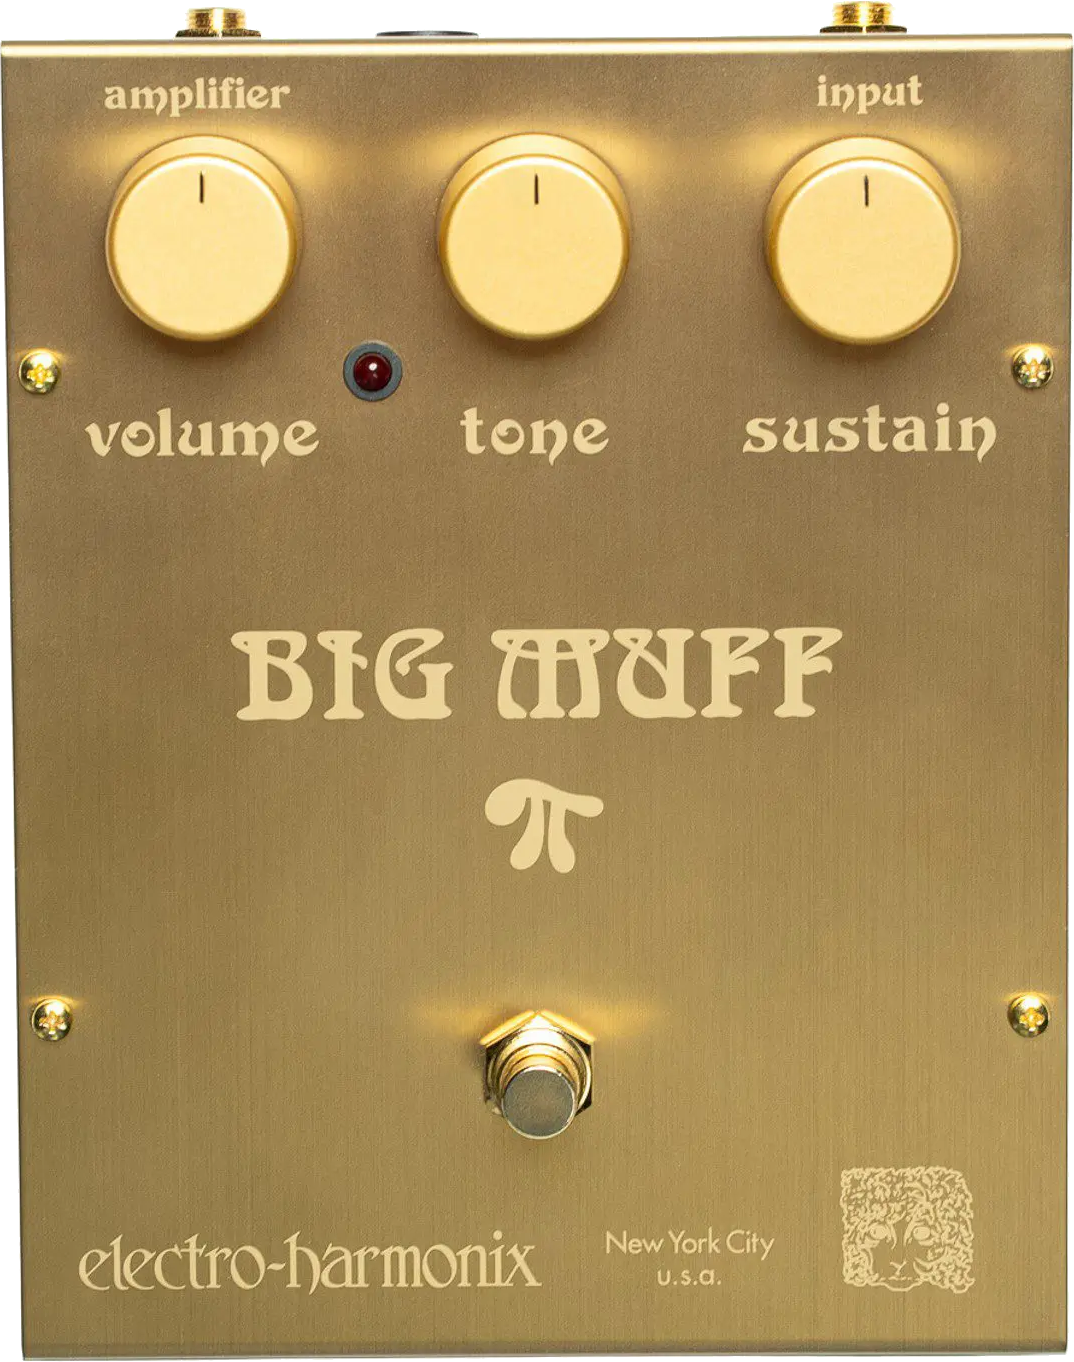 amplifier input
volume tone sustain
BIG MUFF
π
electro-harmonix New York City
u.s.a.